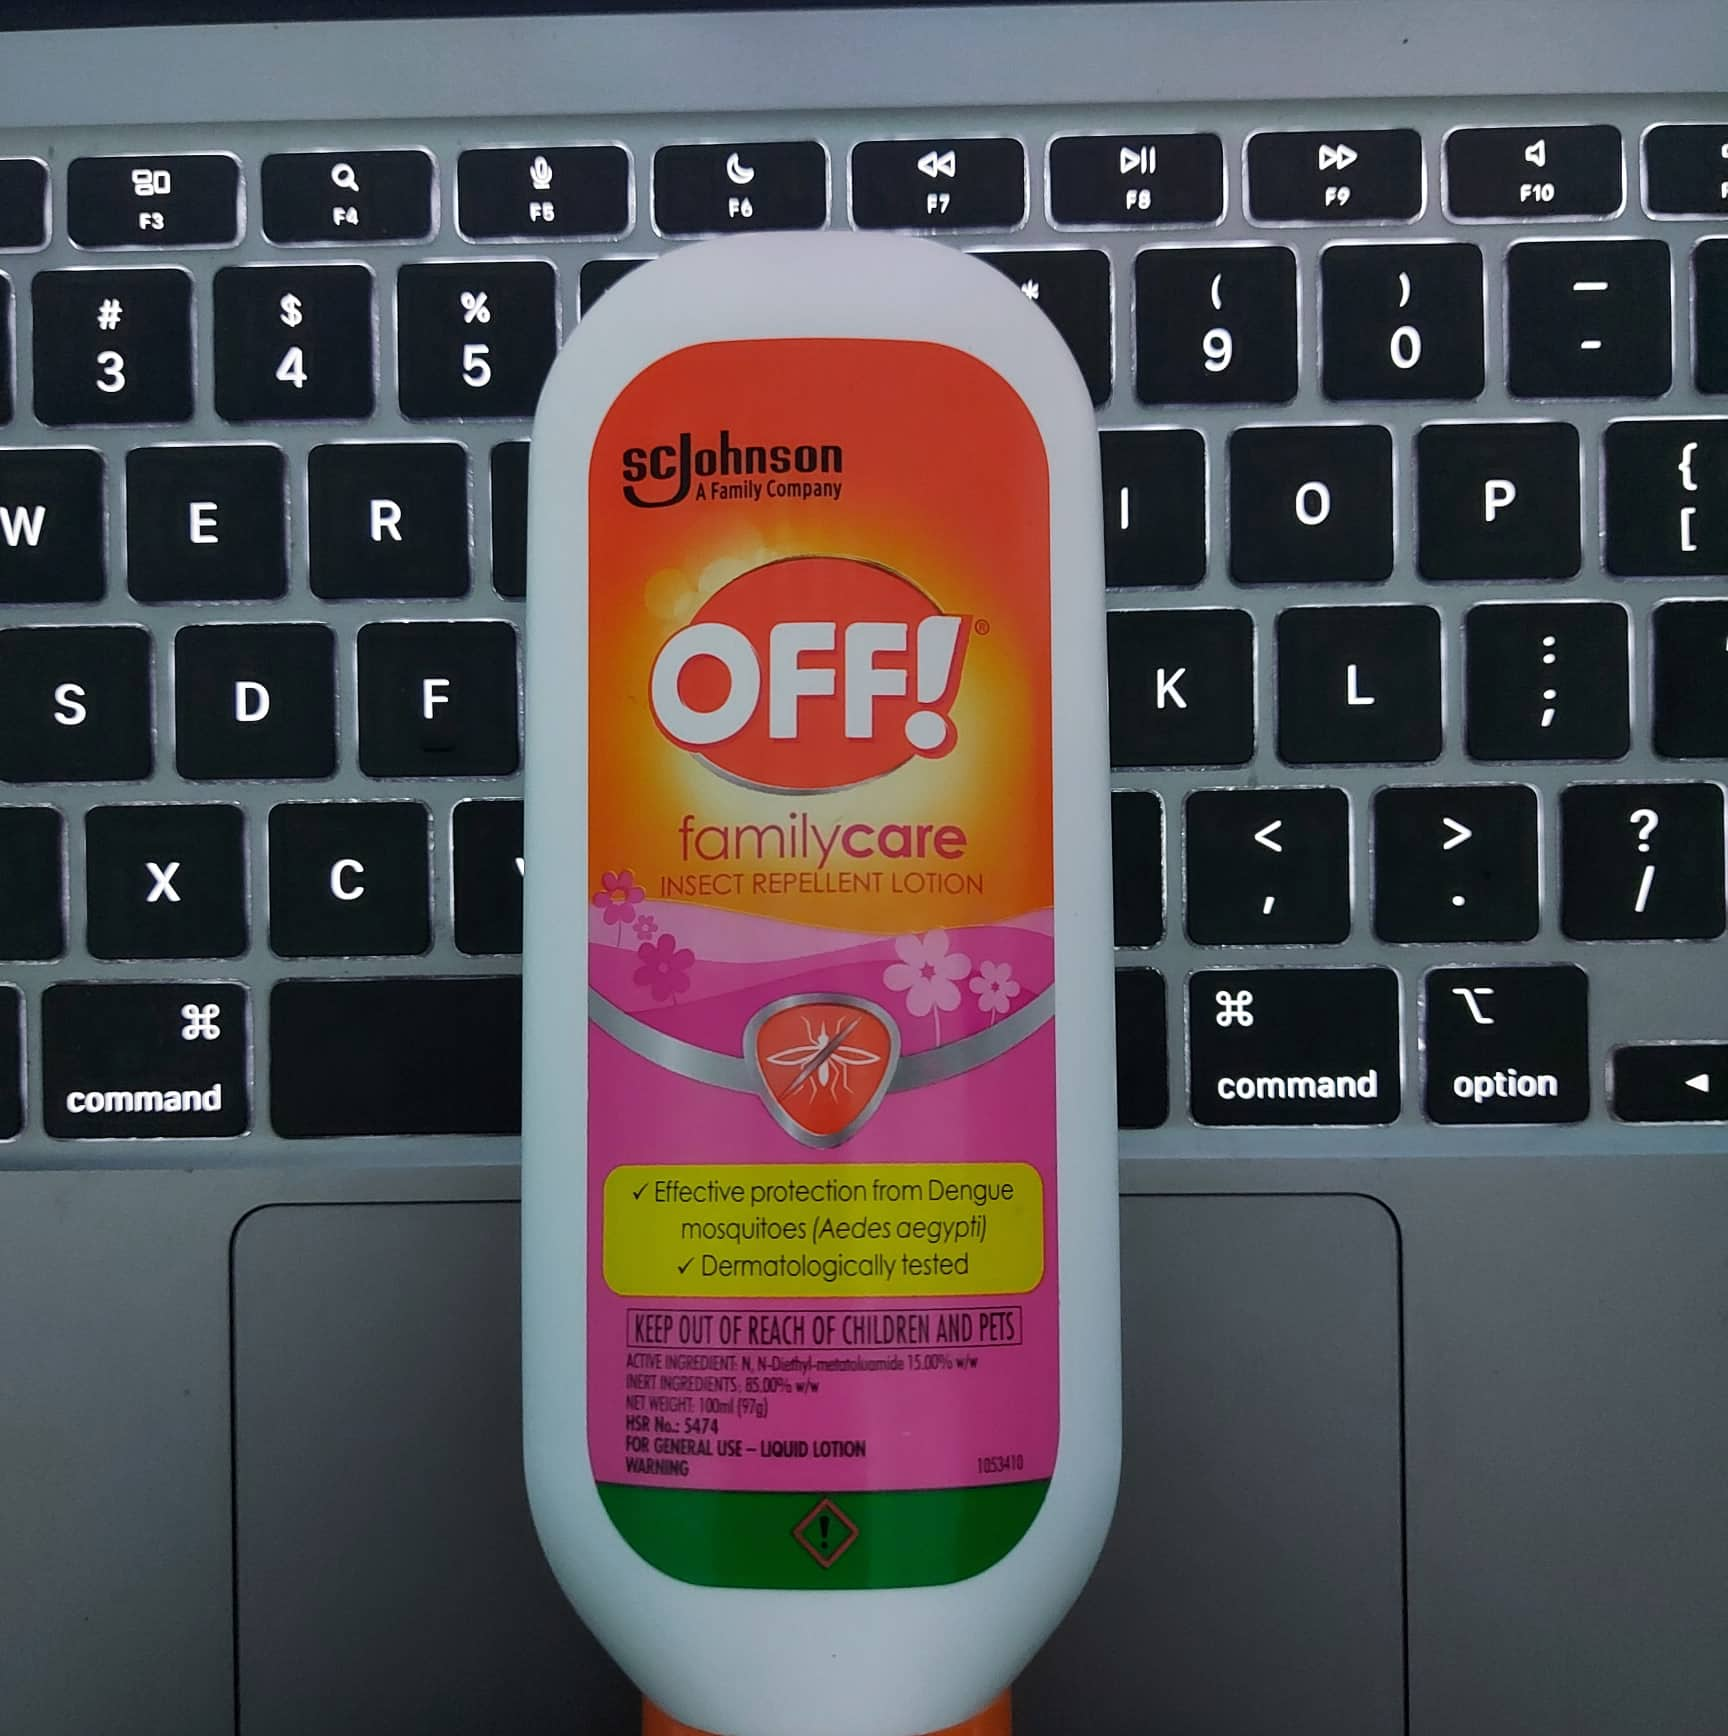 F3 F4 F5 F6 F7 F8 F9 F10
# $ % * ( ) —
3 4 5 9 0 -
W E R I O P { [
S D F K L : ;
X C < , > . ? /
⌘ command ⌘ command ⌥ option
scJohnson
A Family Company
OFF!®
familycare
INSECT REPELLENT LOTION
✓ Effective protection from Dengue
mosquitoes (Aedes aegypti)
✓ Dermatologically tested
KEEP OUT OF REACH OF CHILDREN AND PETS
ACTIVE INGREDIENT: N, N-Diethyl-metatoluamide 15.00% w/w
INERT INGREDIENTS: 85.00% w/w
NET WEIGHT: 100ml (97g)
HSR No.: 5474
FOR GENERAL USE – LIQUID LOTION
WARNING 1053410
!